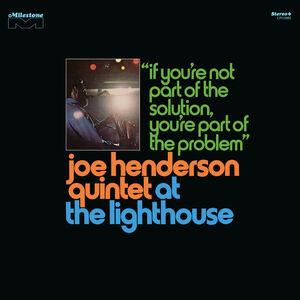 Milestone
Stereo
"if you're not
part of the
solution,
you're part of
the problem"
joe henderson
quintet at
the lighthouse